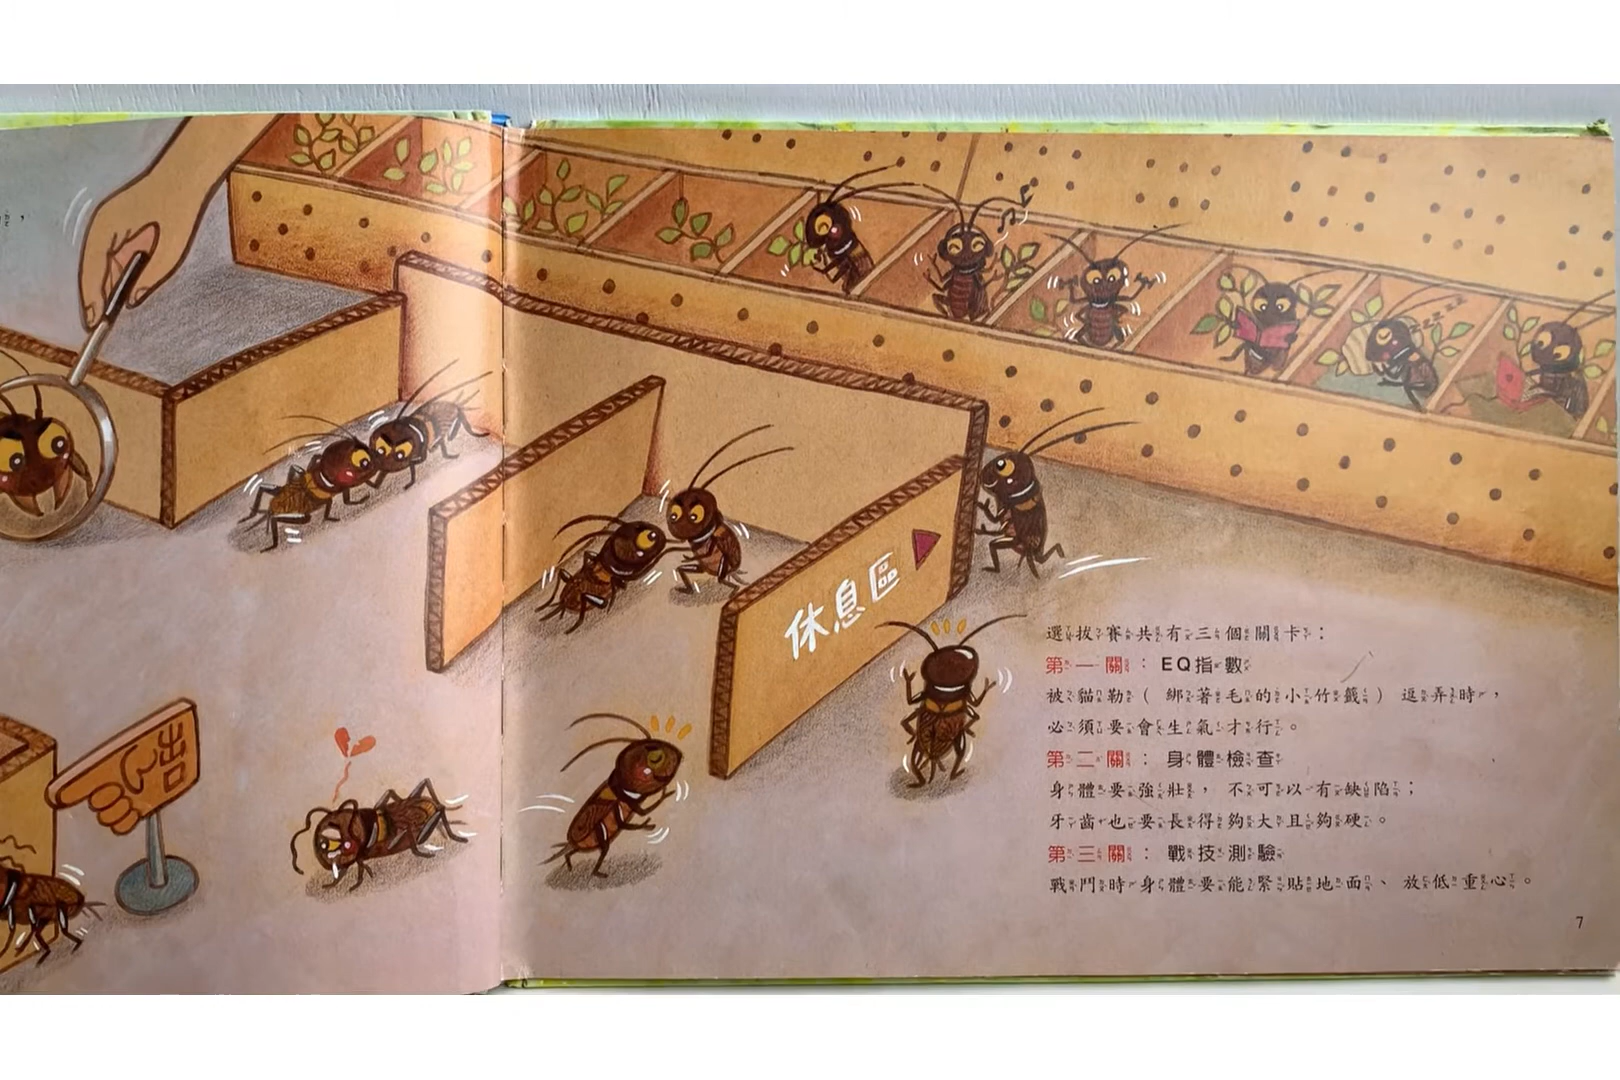 休息區
出口
選拔賽共有三個關卡：
第一關：EQ指數
被貓勒（綁著毛的小竹籤）逗弄時，
必須要會生氣才行。
第二關：身體檢查
身體要強壯，不可以有缺陷；
牙齒也要長得夠大且夠硬。
第三關：戰技測驗
戰鬥時身體要能緊貼地面、放低重心。
7